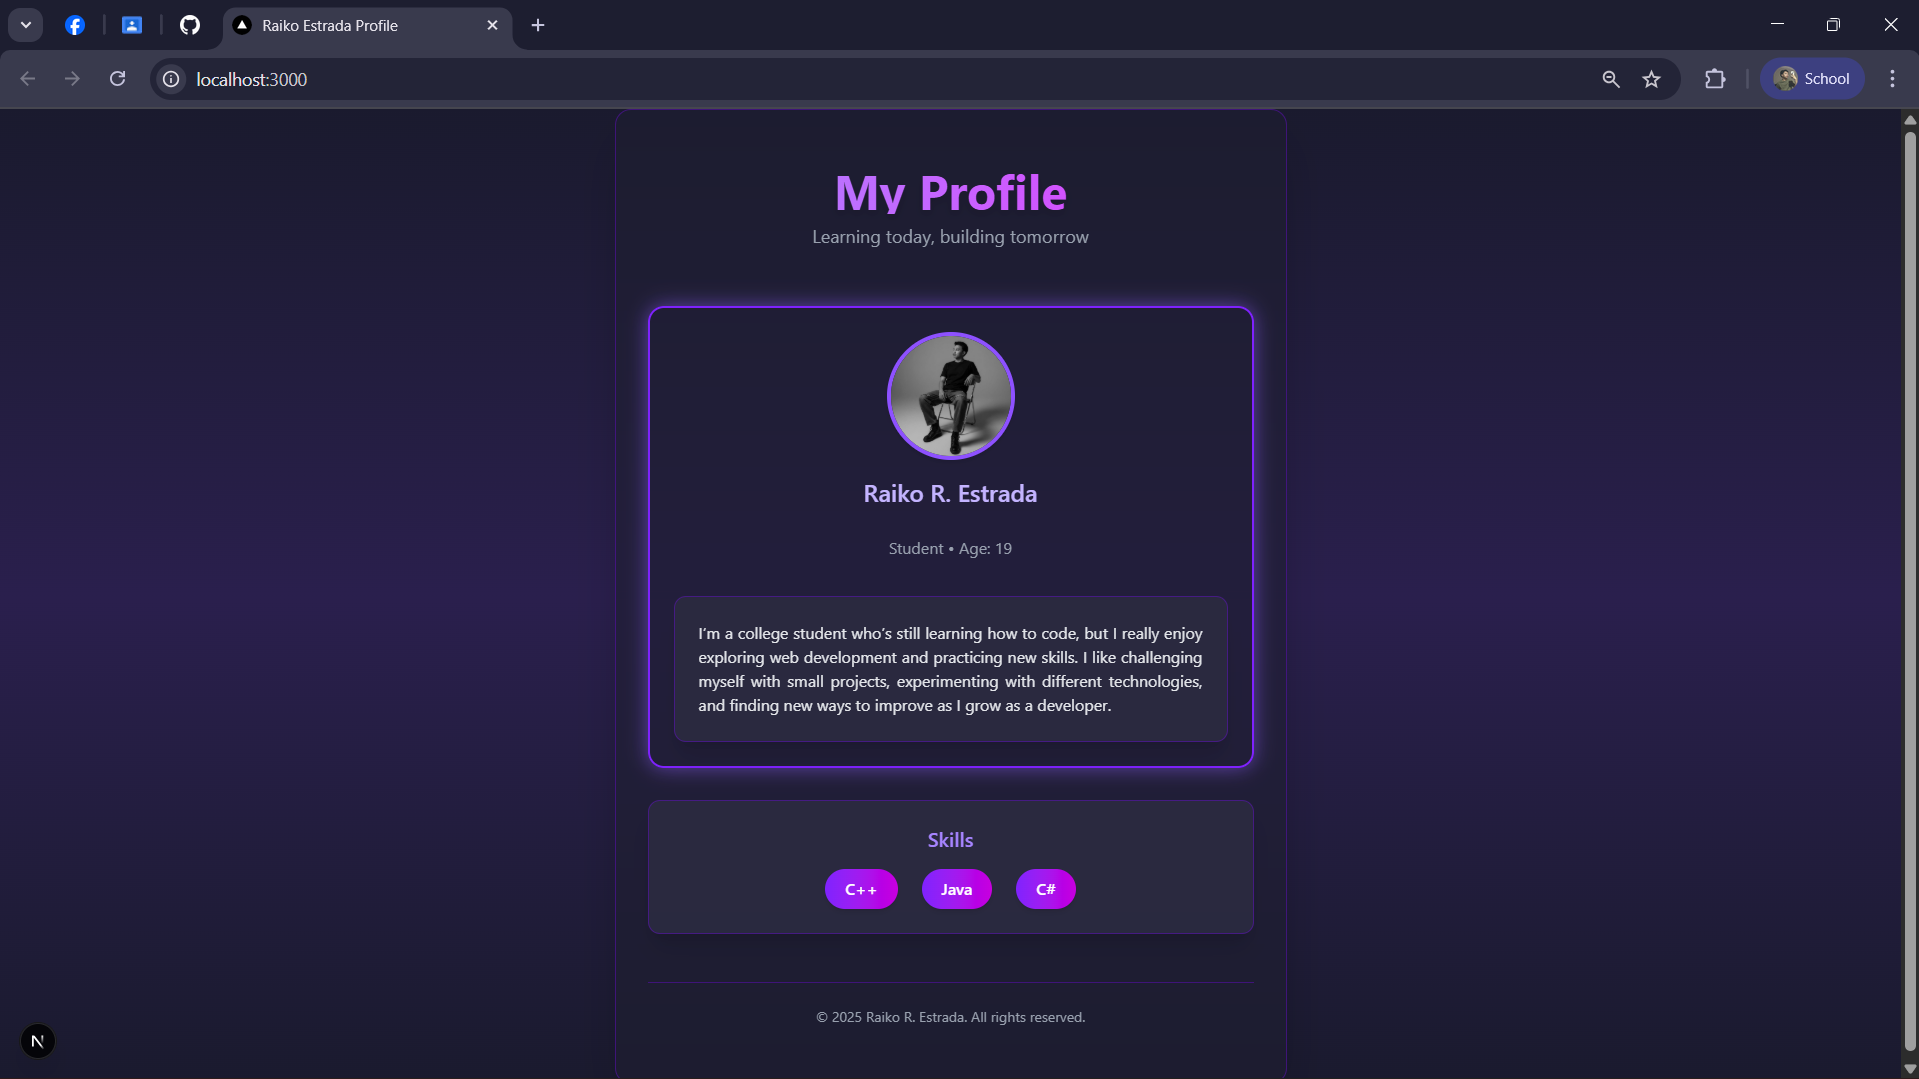 Raiko Estrada Profile
localhost:3000
School
My Profile
Learning today, building tomorrow
Raiko R. Estrada
Student • Age: 19
I’m a college student who’s still learning how to code, but I really enjoy
exploring web development and practicing new skills. I like challenging
myself with small projects, experimenting with different technologies,
and finding new ways to improve as I grow as a developer.
Skills
C++ Java C#
© 2025 Raiko R. Estrada. All rights reserved.
N